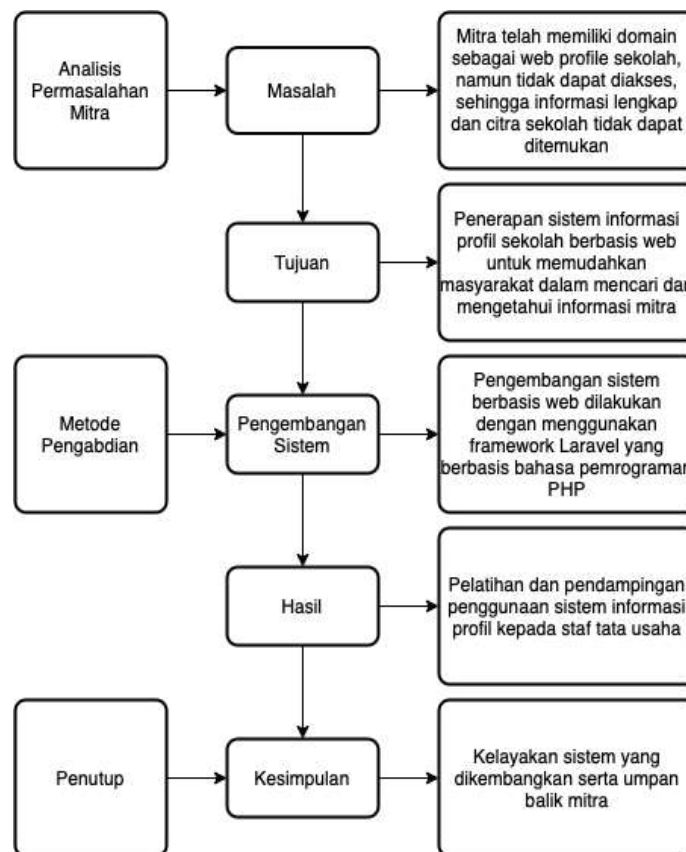 Analisis
Permasalahan
Mitra
Masalah
Mitra telah memiliki domain
sebagai web profile sekolah,
namun tidak dapat diakses,
sehingga informasi lengkap
dan citra sekolah tidak dapat
ditemukan
Tujuan
Penerapan sistem informasi
profil sekolah berbasis web
untuk memudahkan
masyarakat dalam mencari dan
mengetahui informasi mitra
Metode
Pengabdian
Pengembangan
Sistem
Pengembangan sistem
berbasis web dilakukan
dengan menggunakan
framework Laravel yang
berbasis bahasa pemrograman
PHP
Hasil
Pelatihan dan pendampingan
penggunaan sistem informasi
profil kepada staf tata usaha
Penutup
Kesimpulan
Kelayakan sistem yang
dikembangkan serta umpan
balik mitra